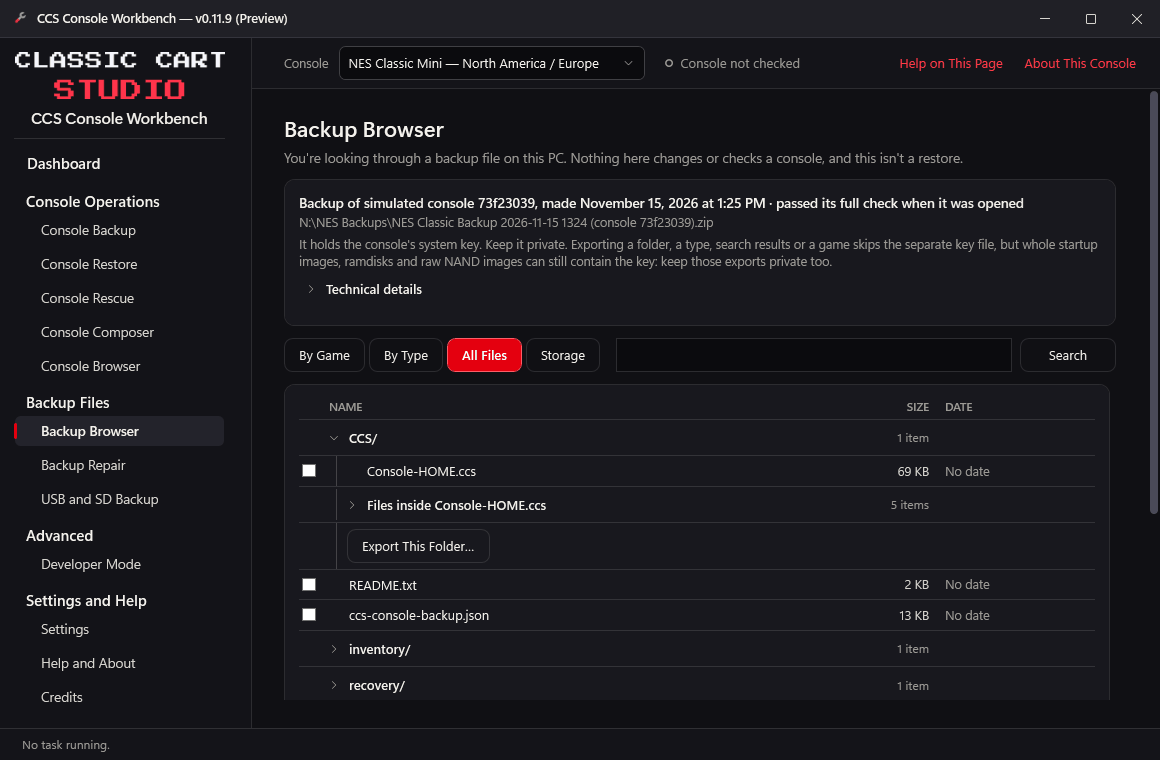 CCS Console Workbench — v0.11.9 (Preview)
CLASSIC CART
STUDIO
CCS Console Workbench
Dashboard
Console Operations
Console Backup
Console Restore
Console Rescue
Console Composer
Console Browser
Backup Files
Backup Browser
Backup Repair
USB and SD Backup
Advanced
Developer Mode
Settings and Help
Settings
Help and About
Credits
Console NES Classic Mini — North America / Europe Console not checked Help on This Page About This Console
Backup Browser
You're looking through a backup file on this PC. Nothing here changes or checks a console, and this isn't a restore.
Backup of simulated console 73f23039, made November 15, 2026 at 1:25 PM · passed its full check when it was opened
N:\NES Backups\NES Classic Backup 2026-11-15 1324 (console 73f23039).zip
It holds the console's system key. Keep it private. Exporting a folder, a type, search results or a game skips the separate key file, but whole startup
images, ramdisks and raw NAND images can still contain the key: keep those exports private too.
Technical details
By Game By Type All Files Storage Search
NAME SIZE DATE
CCS/ 1 item
Console-HOME.ccs 69 KB No date
Files inside Console-HOME.ccs 5 items
Export This Folder...
README.txt 2 KB No date
ccs-console-backup.json 13 KB No date
inventory/ 1 item
recovery/ 1 item
No task running.